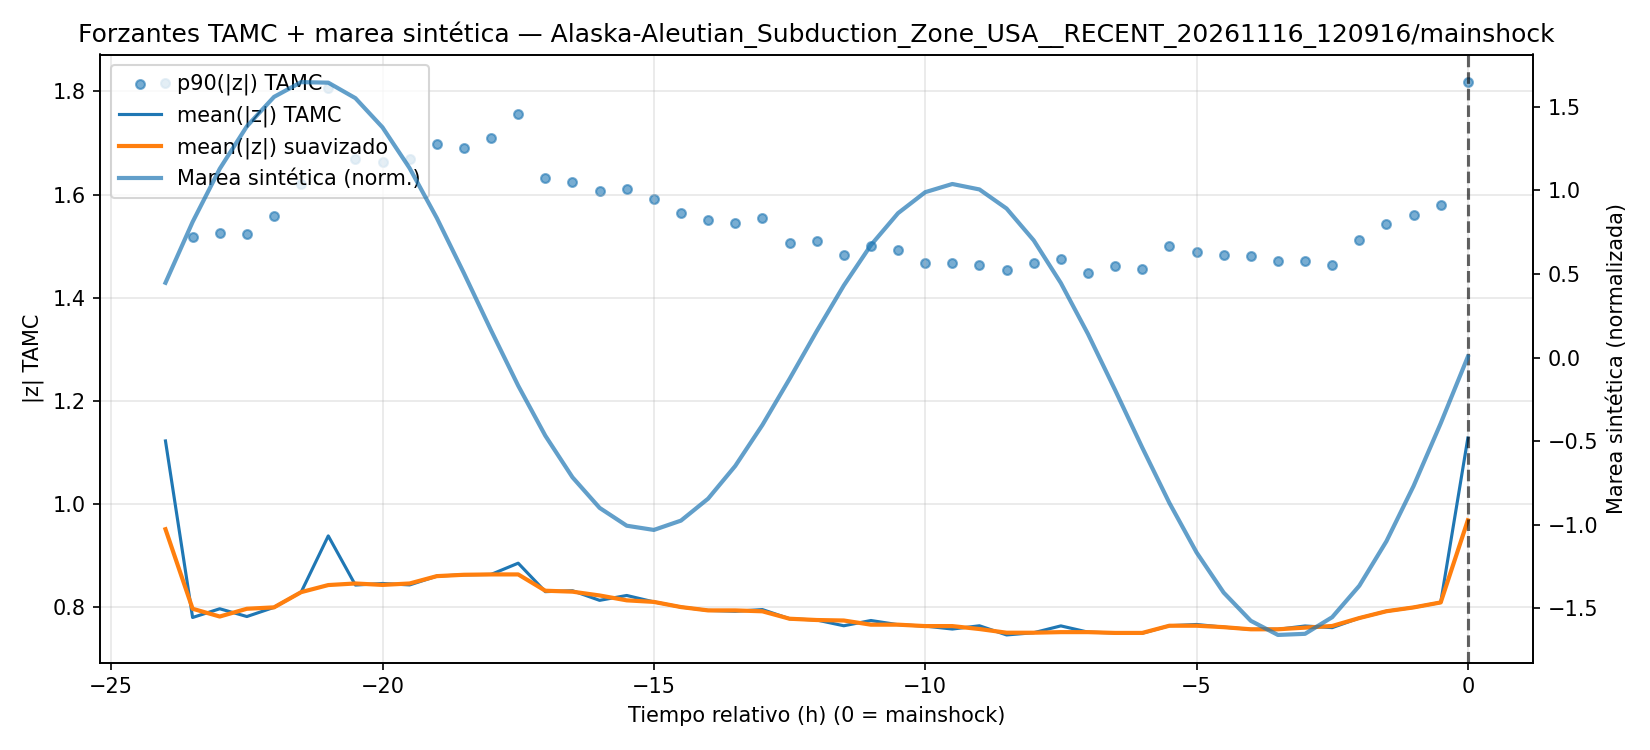 Forzantes TAMC + marea sintética — Alaska-Aleutian_Subduction_Zone_USA__RECENT_20261116_120916/mainshock
p90(|z|) TAMC
mean(|z|) TAMC
mean(|z|) suavizado
Marea sintética (norm.)
|z| TAMC
1.8
1.6
1.4
1.2
1.0
0.8
Marea sintética (normalizada)
1.5
1.0
0.5
0.0
−0.5
−1.0
−1.5
−25
−20
−15
−10
−5
0
Tiempo relativo (h) (0 = mainshock)